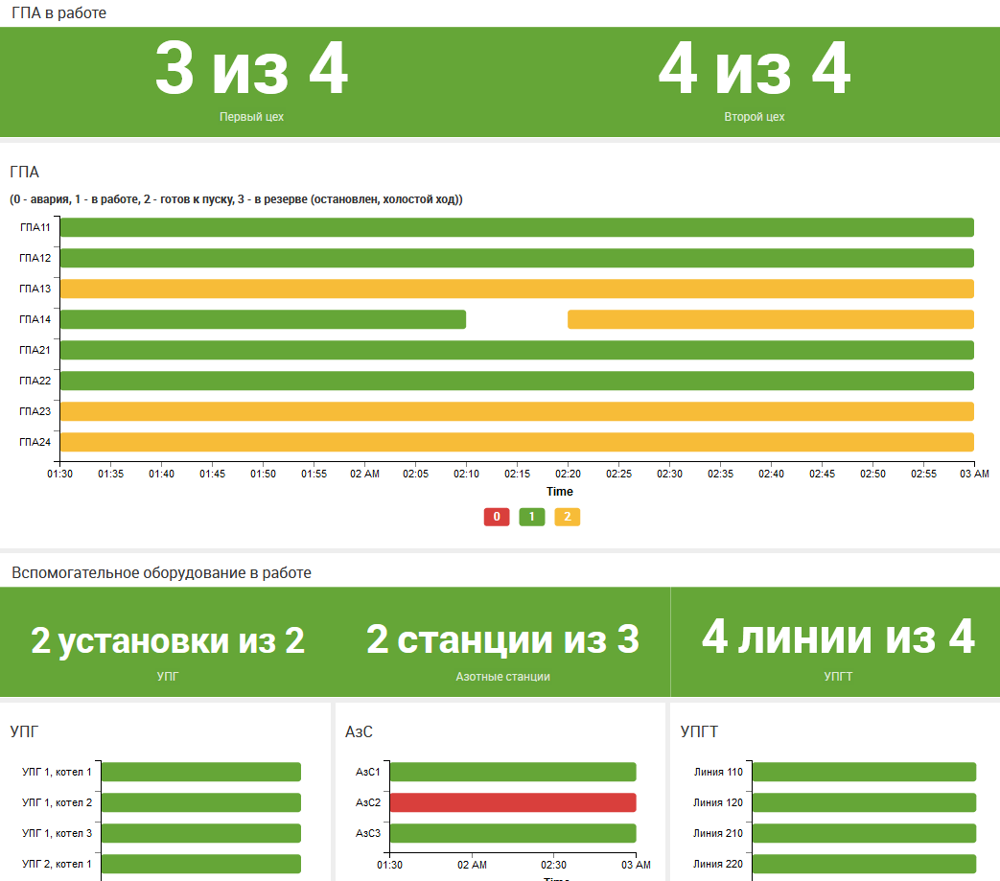 ГПА в работе
3 из 4
4 из 4
Первый цех
Второй цех
ГПА
(0 - авария, 1 - в работе, 2 - готов к пуску, 3 - в резерве (остановлен, холостой ход))
ГПА11
ГПА12
ГПА13
ГПА14
ГПА21
ГПА22
ГПА23
ГПА24
01:30 01:35 01:40 01:45 01:50 01:55 02 AM 02:05 02:10 02:15 02:20 02:25 02:30 02:35 02:40 02:45 02:50 02:55 03 AM
Time
0 1 2
Вспомогательное оборудование в работе
2 установки из 2
2 станции из 3
4 линии из 4
УПГ
Азотные станции
УПГТ
УПГ
УПГ 1, котел 1
УПГ 1, котел 2
УПГ 1, котел 3
УПГ 2, котел 1
АзС
АзС1
АзС2
АзС3
01:30 02 AM 02:30 03 AM
Time
УПГТ
Линия 110
Линия 120
Линия 210
Линия 220